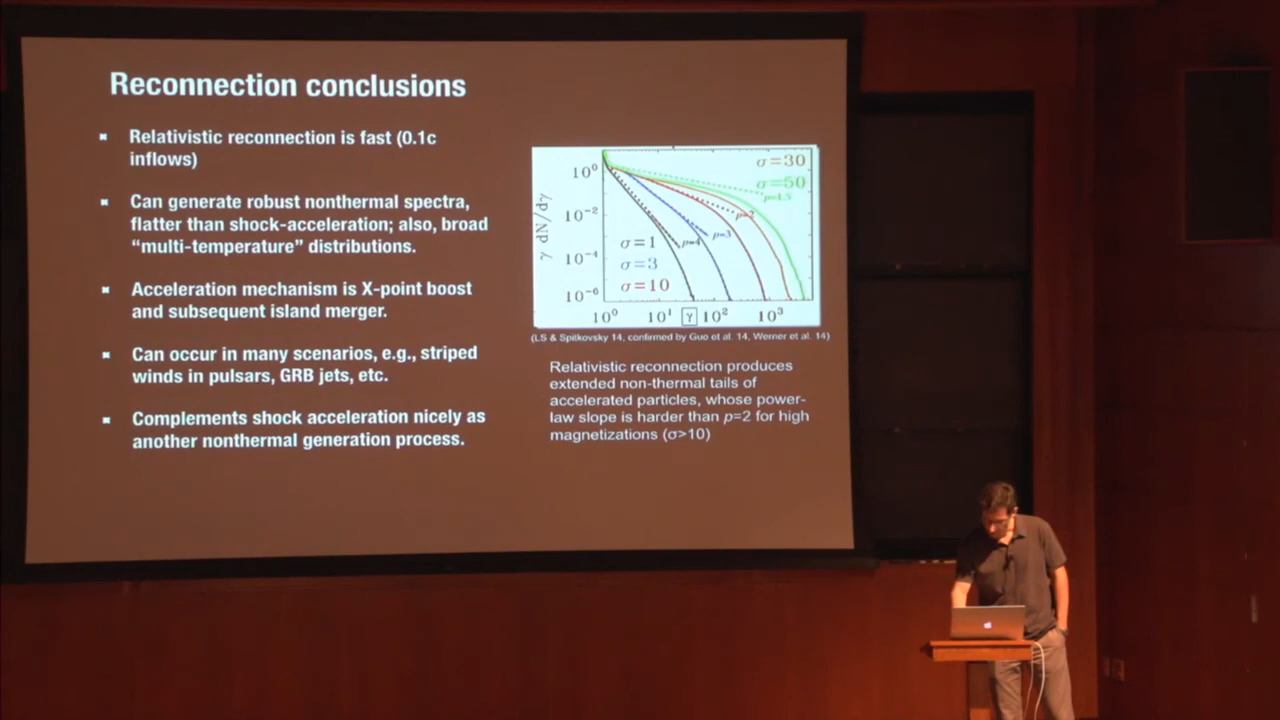 Reconnection conclusions
Relativistic reconnection is fast (0.1c
inflows)
Can generate robust nonthermal spectra,
flatter than shock-acceleration; also, broad
“multi-temperature” distributions.
Acceleration mechanism is X-point boost
and subsequent island merger.
Can occur in many scenarios, e.g., striped
winds in pulsars, GRB jets, etc.
Complements shock acceleration nicely as
another nonthermal generation process.
γ dN/dγ
10⁰
10⁻²
10⁻⁴
10⁻⁶
σ=30
σ=50
p=1.5
p=2
p=3
p=4
σ=1
σ=3
σ=10
10⁰ 10¹ γ 10² 10³
(LS & Spitkovsky 14, confirmed by Guo et al. 14, Werner et al. 14)
Relativistic reconnection produces
extended non-thermal tails of
accelerated particles, whose power-
law slope is harder than p=2 for high
magnetizations (σ>10)